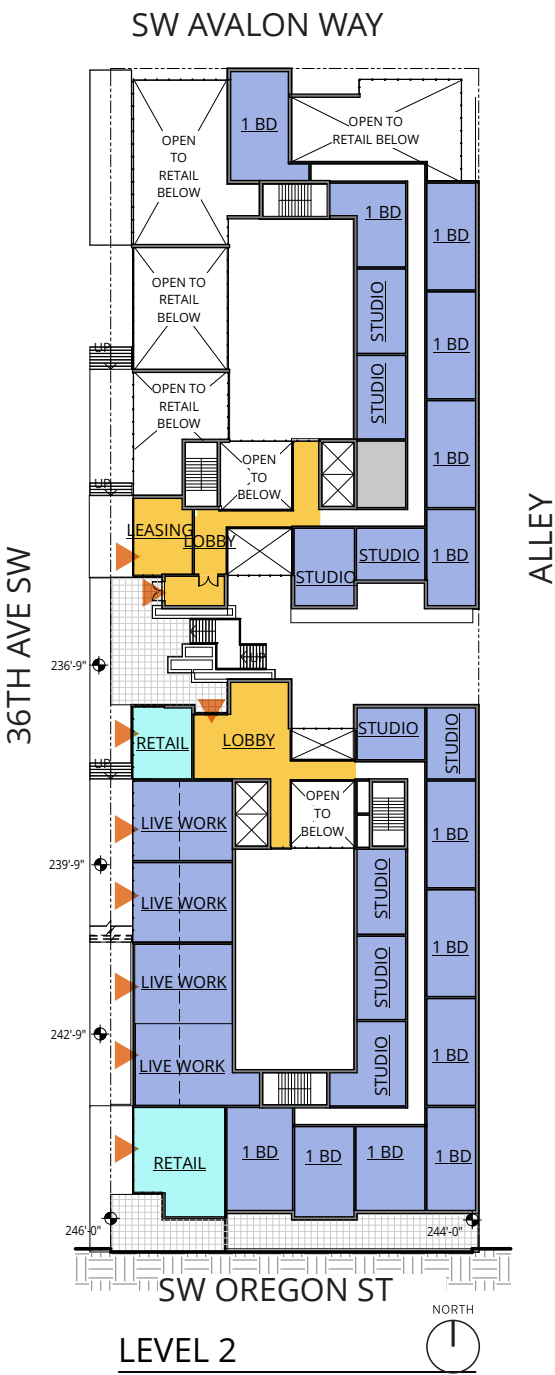 SW AVALON WAY
1 BD
OPEN TO
RETAIL BELOW
OPEN
TO
RETAIL
BELOW
1 BD
1 BD
OPEN TO
RETAIL
BELOW
STUDIO
1 BD
UP
OPEN TO
RETAIL
BELOW
STUDIO
1 BD
OPEN
TO
BELOW
UP
LEASING
LOBBY
STUDIO
STUDIO
1 BD
ALLEY
36TH AVE SW
236'-9"
UP
RETAIL
LOBBY
STUDIO
STUDIO
UP
LIVE WORK
OPEN
TO
BELOW
1 BD
239'-9"
LIVE WORK
STUDIO
1 BD
LIVE WORK
STUDIO
242'-9"
LIVE WORK
STUDIO
1 BD
RETAIL
1 BD
1 BD
1 BD
1 BD
246'-0"
244'-0"
SW OREGON ST
NORTH
LEVEL 2